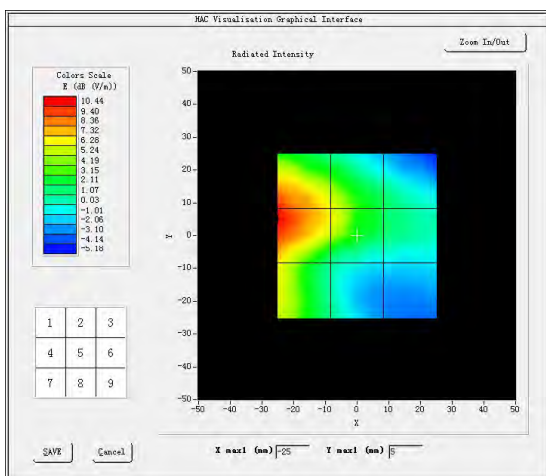 HAC Visualisation Graphical Interface
Zoom In/Out
Radiated Intensity
Colors Scale
E (dB (V/m))
10.44
9.40
8.36
7.32
6.28
5.24
4.19
3.15
2.11
1.07
0.03
-1.01
-2.06
-3.10
-4.14
-5.18
50
40
30
20
10
0
-10
-20
-30
-40
-50
Y
-50 -40 -30 -20 -10 0 10 20 30 40 50
X
1 2 3
4 5 6
7 8 9
SAVE Cancel
X max1 (mm) -25 Y max1 (mm) 5